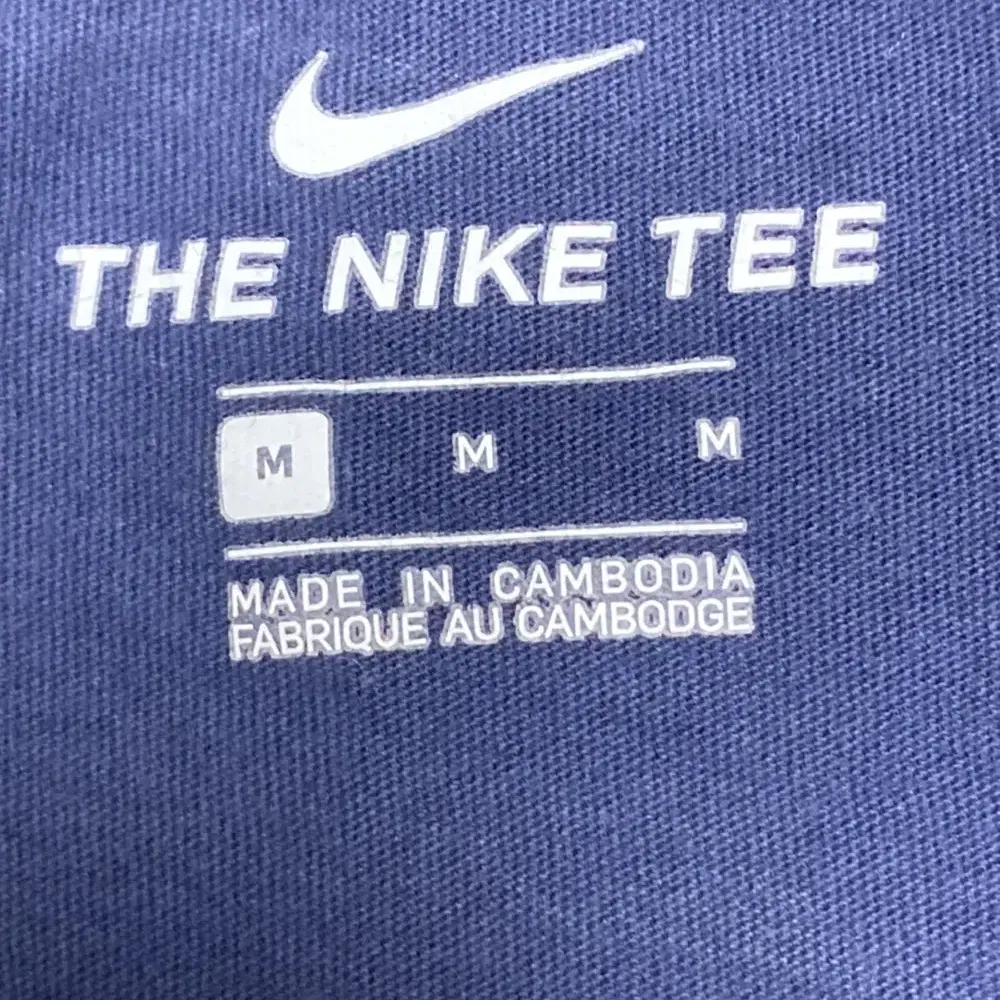 THE NIKE TEE
M M M
MADE IN CAMBODIA
FABRIQUE AU CAMBODGE